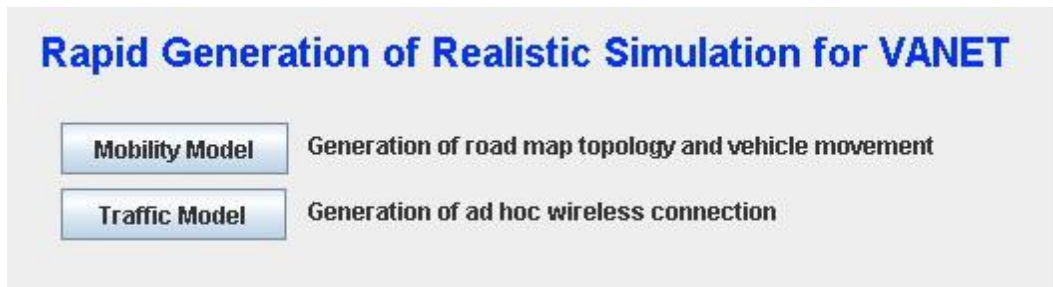 Rapid Generation of Realistic Simulation for VANET
Mobility Model Generation of road map topology and vehicle movement
Traffic Model Generation of ad hoc wireless connection